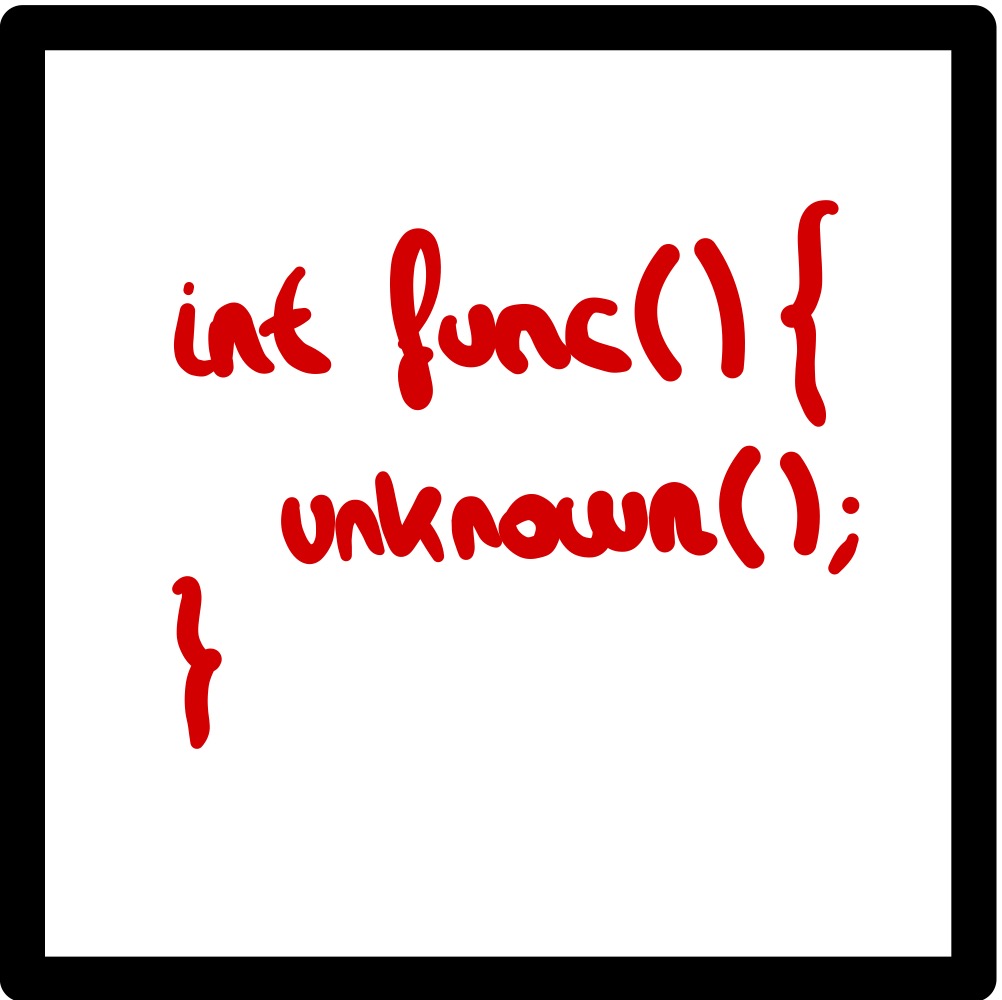 int func() {
unknown();
}